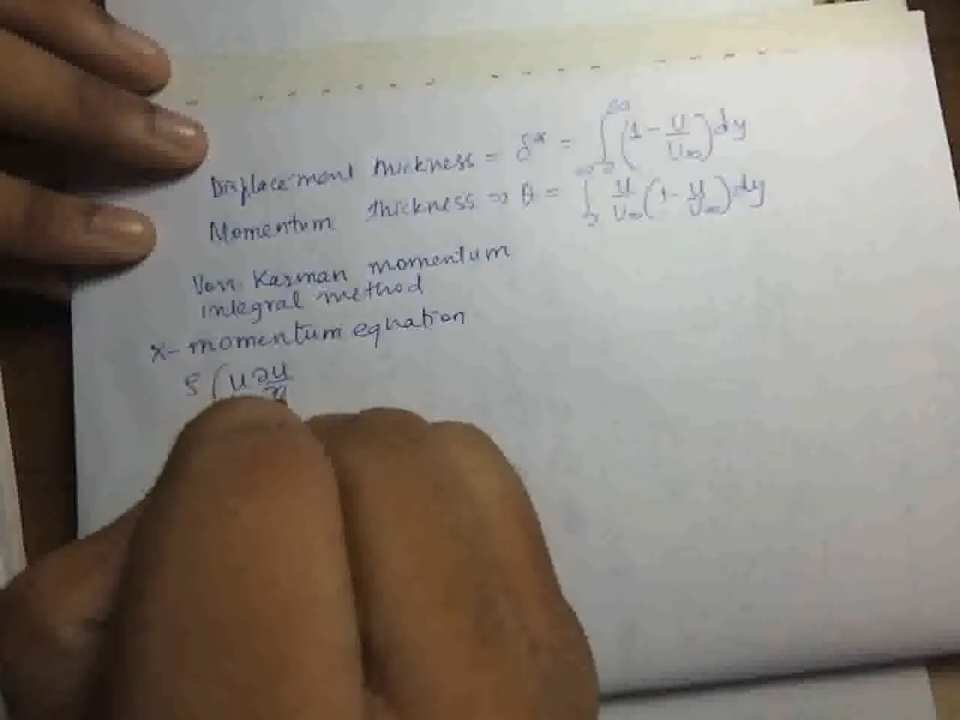 Displacement thickness = δ* = ∫₀^∞ (1 - u/U∞) dy
Momentum thickness => θ = ∫₀^∞ u/U∞ (1 - u/U∞) dy
Von Karman momentum
integral method
x- momentum equation
ρ ( u ∂u